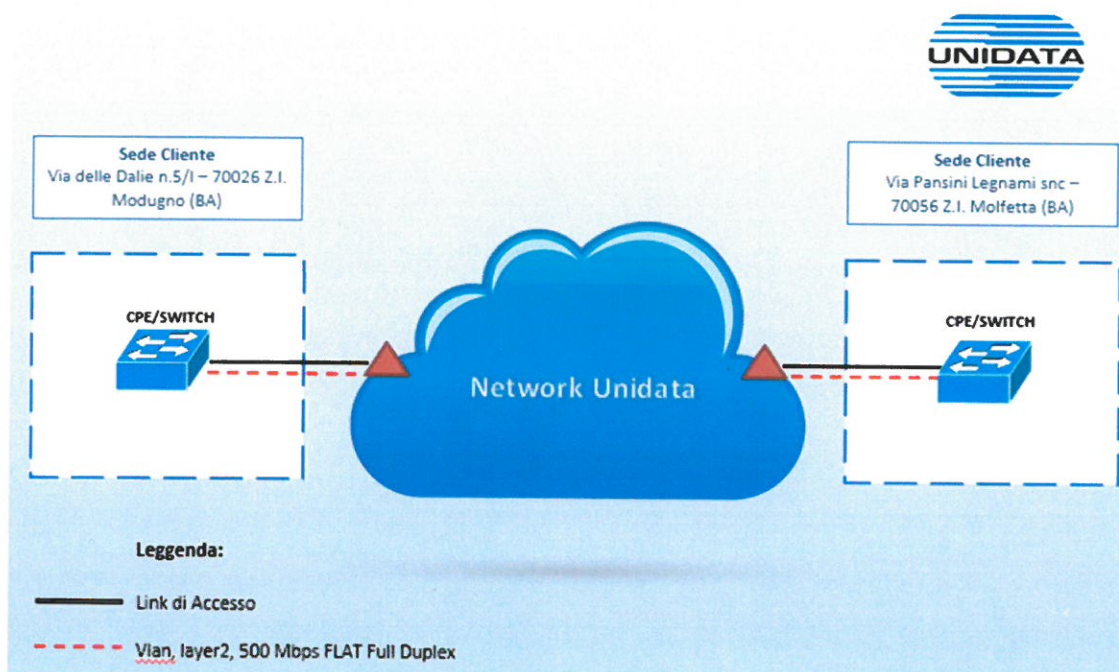 UNIDATA
Sede Cliente
Via delle Dalie n.5/I – 70026 Z.I.
Modugno (BA)
Sede Cliente
Via Pansini Legnami snc –
70056 Z.I. Molfetta (BA)
CPE/SWITCH
CPE/SWITCH
Network Unidata
Leggenda:
Link di Accesso
Vlan, layer2, 500 Mbps FLAT Full Duplex